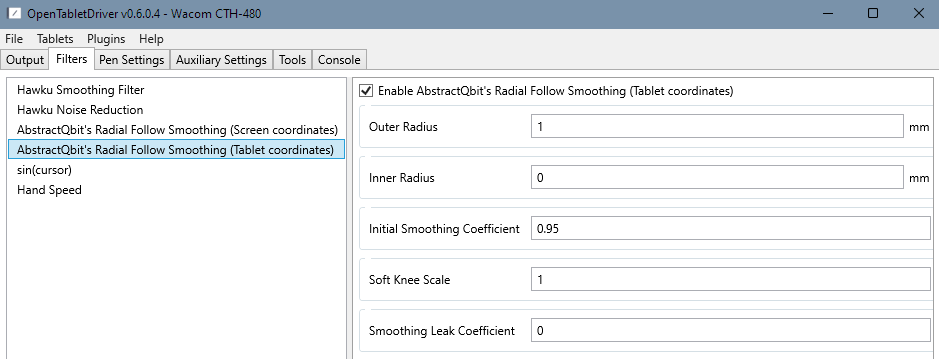 OpenTabletDriver v0.6.0.4 - Wacom CTH-480
File Tablets Plugins Help
Output Filters Pen Settings Auxiliary Settings Tools Console
Hawku Smoothing Filter
Hawku Noise Reduction
AbstractQbit's Radial Follow Smoothing (Screen coordinates)
AbstractQbit's Radial Follow Smoothing (Tablet coordinates)
sin(cursor)
Hand Speed
Enable AbstractQbit's Radial Follow Smoothing (Tablet coordinates)
Outer Radius 1 mm
Inner Radius 0 mm
Initial Smoothing Coefficient 0.95
Soft Knee Scale 1
Smoothing Leak Coefficient 0